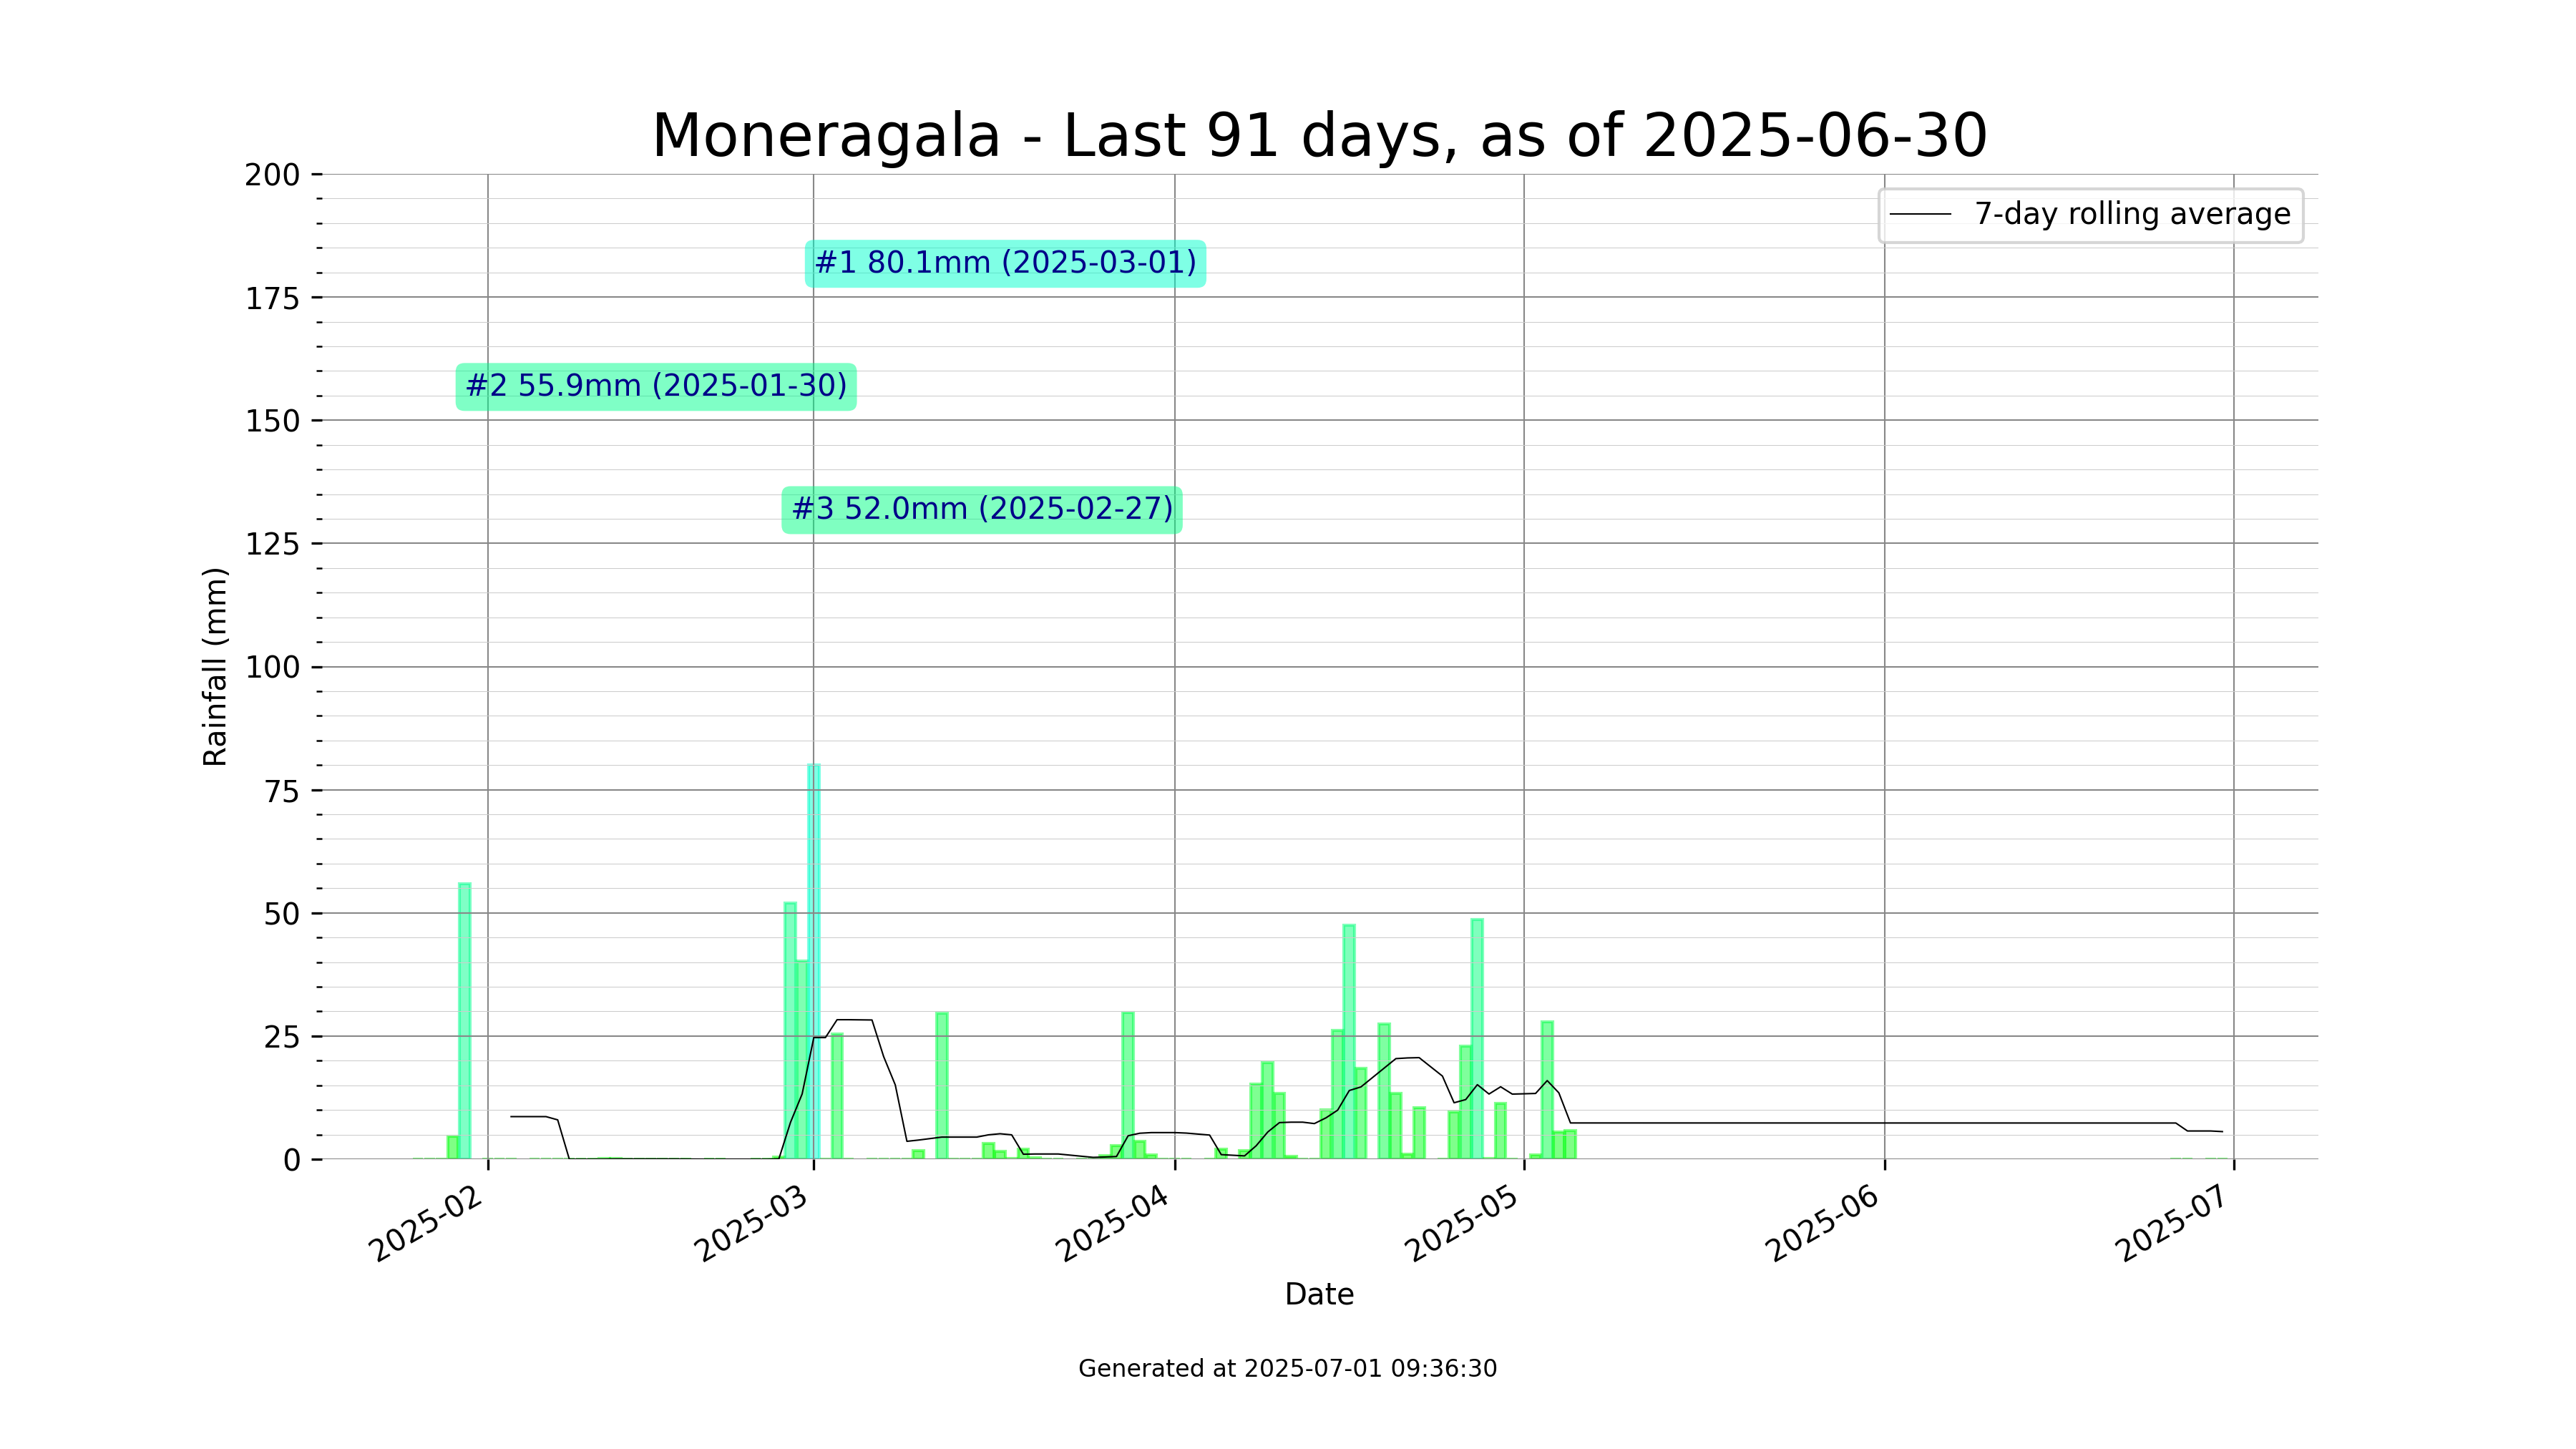 Moneragala - Last 91 days, as of 2025-06-30
200
175
150
125
100
75
50
25
0
Rainfall (mm)
7-day rolling average
#1 80.1mm (2025-03-01)
#2 55.9mm (2025-01-30)
#3 52.0mm (2025-02-27)
2025-02
2025-03
2025-04
2025-05
2025-06
2025-07
Date
Generated at 2025-07-01 09:36:30